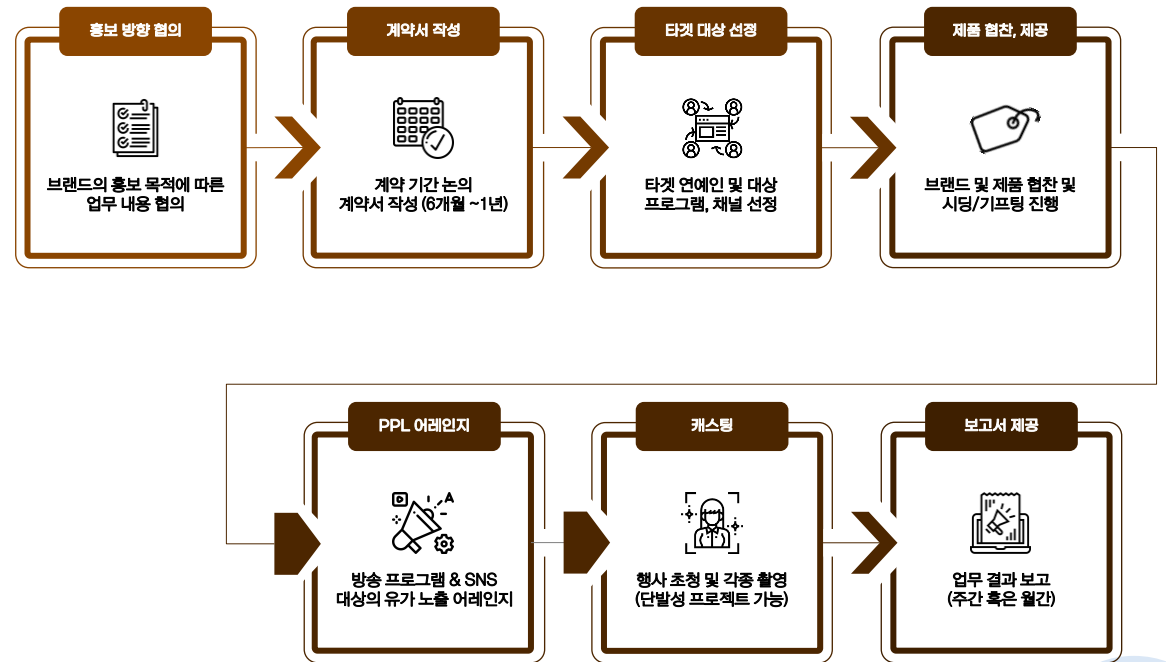 홍보 방향 협의
브랜드의 홍보 목적에 따른
업무 내용 협의
계약서 작성
계약 기간 논의
계약서 작성 (6개월 ~1년)
타겟 대상 선정
타겟 연예인 및 대상
프로그램, 채널 선정
제품 협찬, 제공
브랜드 및 제품 협찬 및
시딩/기프팅 진행
PPL 어레인지
A
방송 프로그램 & SNS
대상의 유가 노출 어레인지
캐스팅
행사 초청 및 각종 촬영
(단발성 프로젝트 가능)
보고서 제공
업무 결과 보고
(주간 혹은 월간)